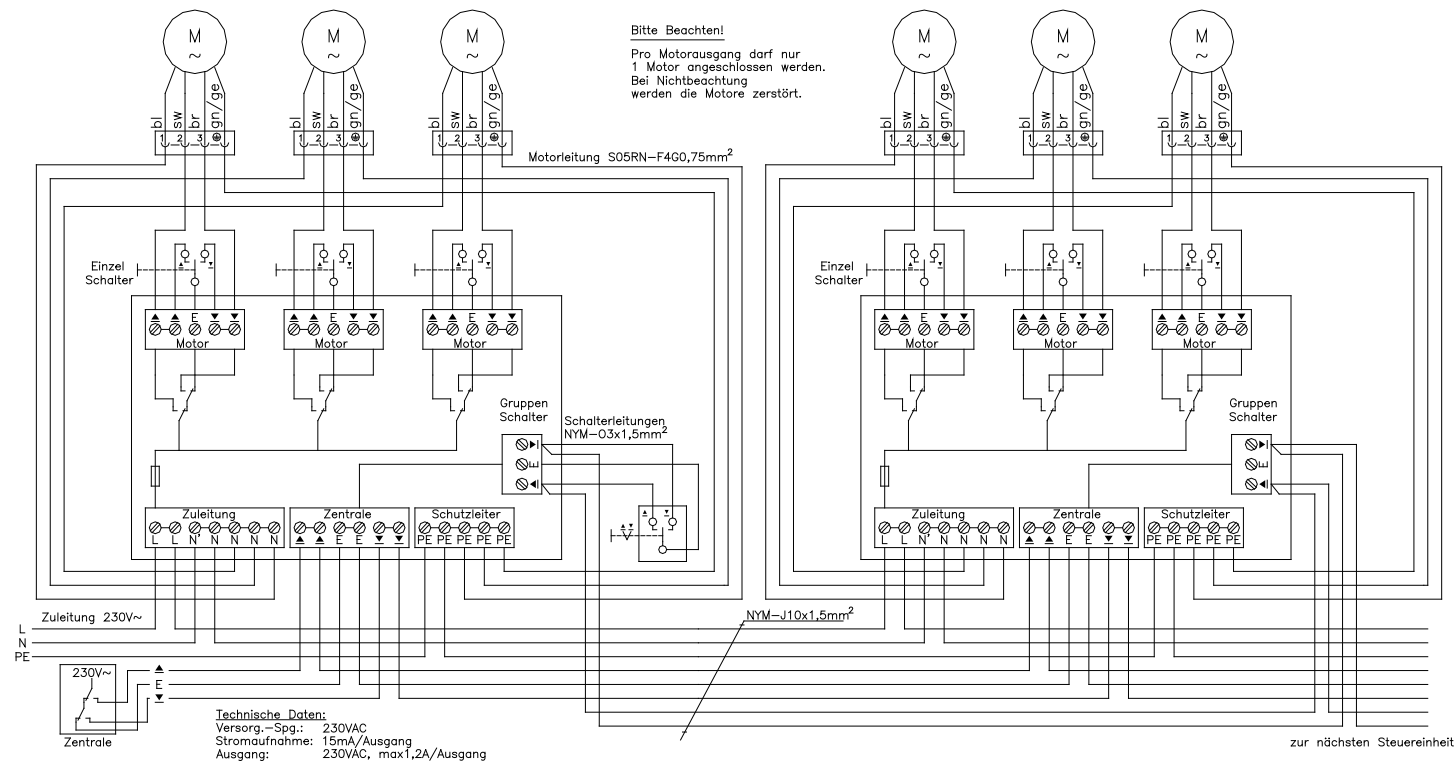 M ~ M ~ M ~ M ~ M ~ M ~
Bitte Beachten!
Pro Motorausgang darf nur
1 Motor angeschlossen werden.
Bei Nichtbeachtung
werden die Motore zerstört.
bl sw br gn/ge bl sw br gn/ge bl sw br gn/ge bl sw br gn/ge bl sw br gn/ge bl sw br gn/ge
1 2 3 1 2 3 1 2 3 1 2 3 1 2 3 1 2 3
Motorleitung S05RN-F4G0,75mm²
Einzel
Schalter
Einzel
Schalter
E E E E E E
Motor Motor Motor Motor Motor Motor
Gruppen
Schalter
Schalterleitungen
NYM-O3x1,5mm²
Gruppen
Schalter
E E
Zuleitung Zentrale Schutzleiter Zuleitung Zentrale Schutzleiter
L L N' N N N N E E PE PE PE PE PE L L N' N N N N E E PE PE PE PE PE
Zuleitung 230V~
NYM-J10x1,5mm²
L
N
PE
230V~
E
Zentrale
Technische Daten:
Versorg.-Spg.: 230VAC
Stromaufnahme: 15mA/Ausgang
Ausgang: 230VAC, max1,2A/Ausgang
zur nächsten Steuereinheit